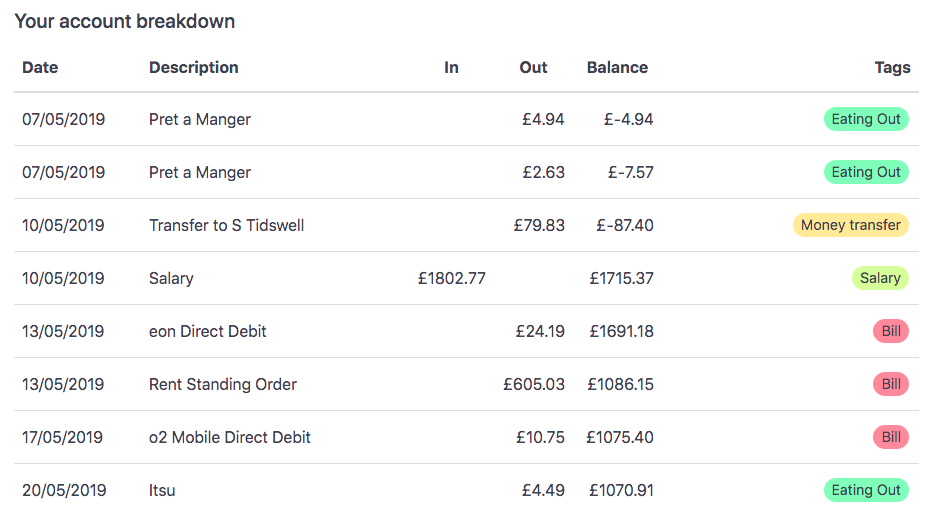 Your account breakdown
Date Description In Out Balance Tags
07/05/2019 Pret a Manger £4.94 £-4.94 Eating Out
07/05/2019 Pret a Manger £2.63 £-7.57 Eating Out
10/05/2019 Transfer to S Tidswell £79.83 £-87.40 Money transfer
10/05/2019 Salary £1802.77 £1715.37 Salary
13/05/2019 eon Direct Debit £24.19 £1691.18 Bill
13/05/2019 Rent Standing Order £605.03 £1086.15 Bill
17/05/2019 o2 Mobile Direct Debit £10.75 £1075.40 Bill
20/05/2019 Itsu £4.49 £1070.91 Eating Out